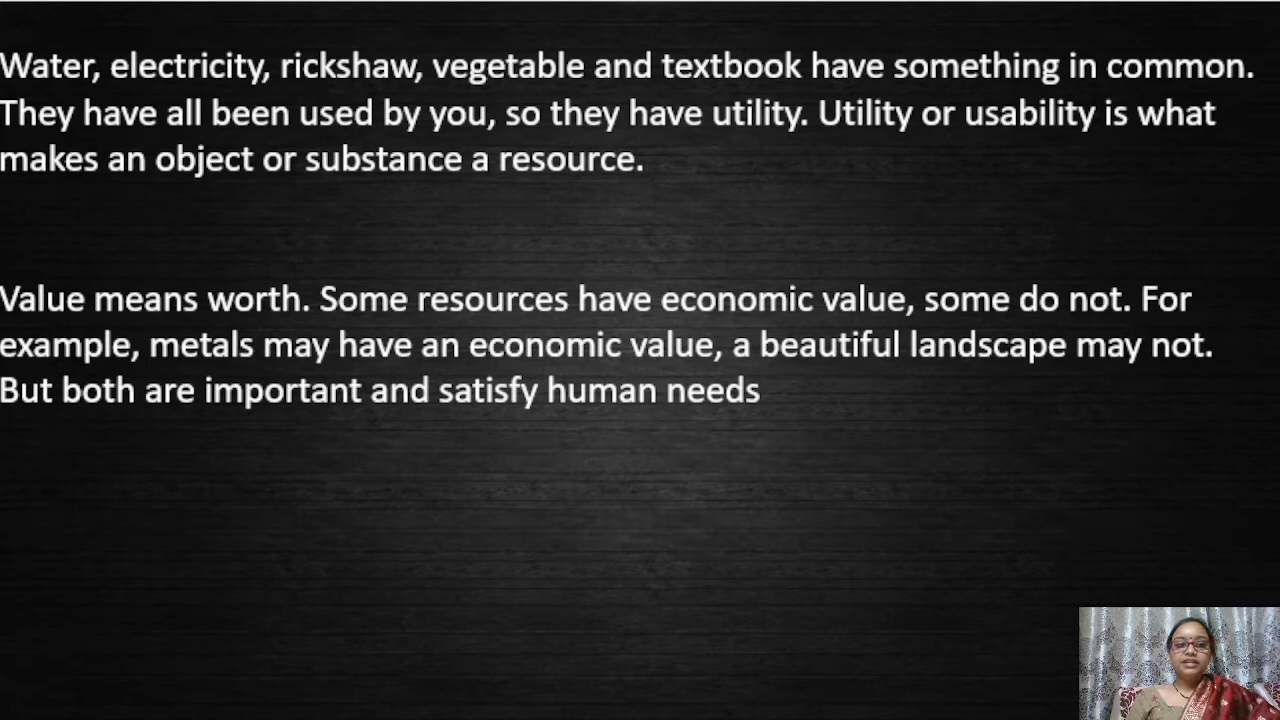 Water, electricity, rickshaw, vegetable and textbook have something in common.
They have all been used by you, so they have utility. Utility or usability is what
makes an object or substance a resource.
Value means worth. Some resources have economic value, some do not. For
example, metals may have an economic value, a beautiful landscape may not.
But both are important and satisfy human needs